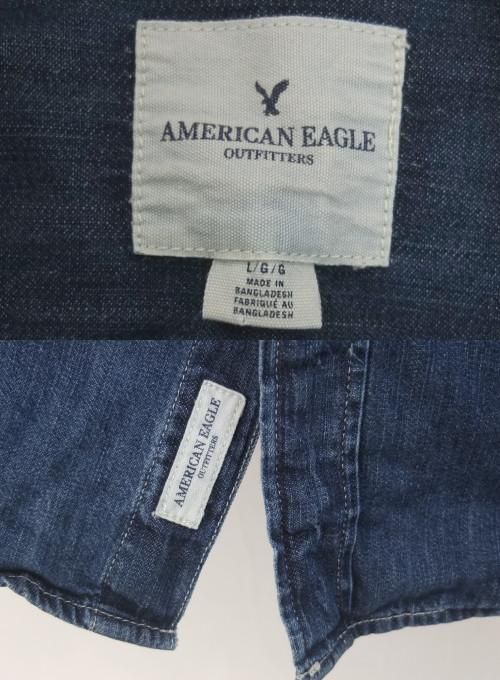 AMERICAN EAGLE
OUTFITTERS
L/G/G
MADE IN
BANGLADESH
FABRIQUÉ AU
BANGLADESH
AMERICAN EAGLE
OUTFITTERS